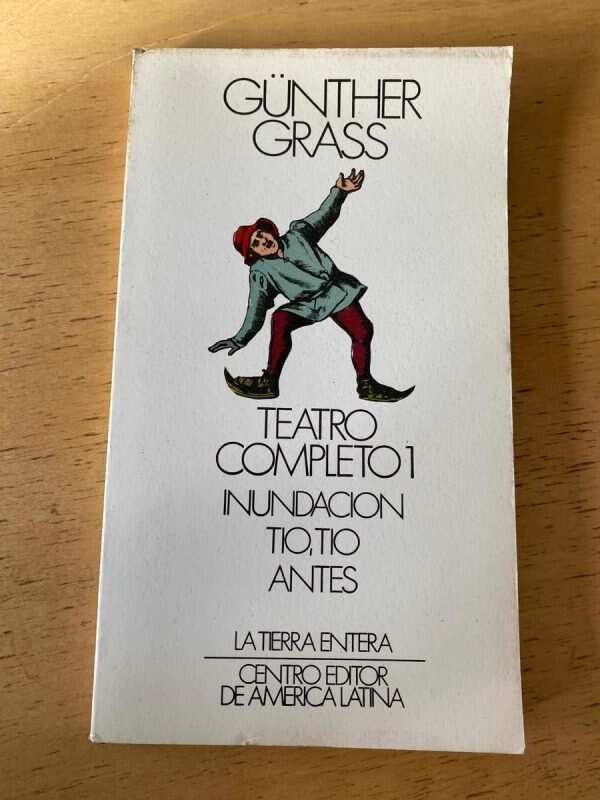 GÜNTHER
GRASS
TEATRO
COMPLETO 1
INUNDACION
TIO, TIO
ANTES
LA TIERRA ENTERA
CENTRO EDITOR
DE AMERICA LATINA